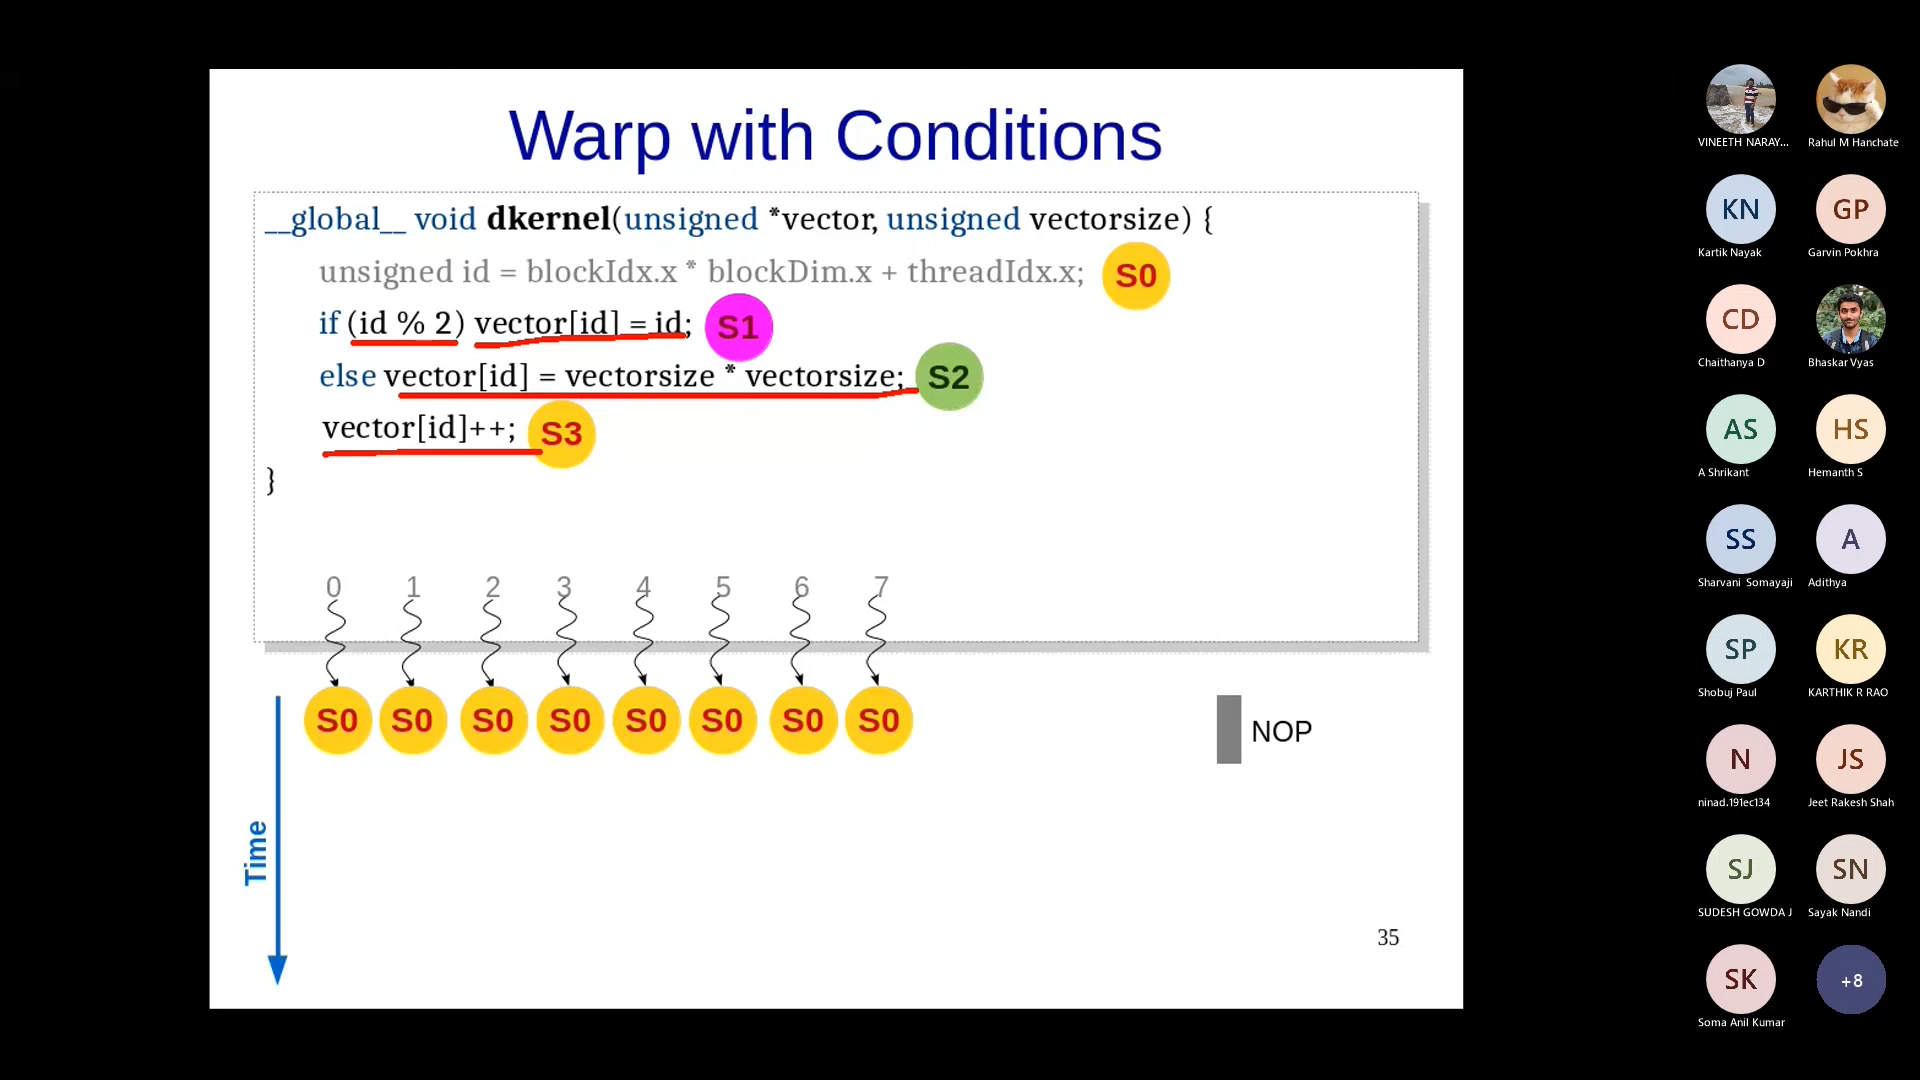 Warp with Conditions
__global__ void dkernel(unsigned *vector, unsigned vectorsize) {
unsigned id = blockIdx.x * blockDim.x + threadIdx.x; S0
if (id % 2) vector[id] = id; S1
else vector[id] = vectorsize * vectorsize; S2
vector[id]++; S3
}
0 1 2 3 4 5 6 7
S0 S0 S0 S0 S0 S0 S0 S0
NOP
Time
35
VINEETH NARAY... Rahul M Hanchate
KN GP
Kartik Nayak Garvin Pokhra
CD
Chaithanya D Bhaskar Vyas
AS HS
A Shrikant Hemanth S
SS A
Sharvani Somayaji Adithya
SP KR
Shobuj Paul KARTHIK R RAO
N JS
ninad.191ec134 Jeet Rakesh Shah
SJ SN
SUDESH GOWDA J Sayak Nandi
SK +8
Soma Anil Kumar